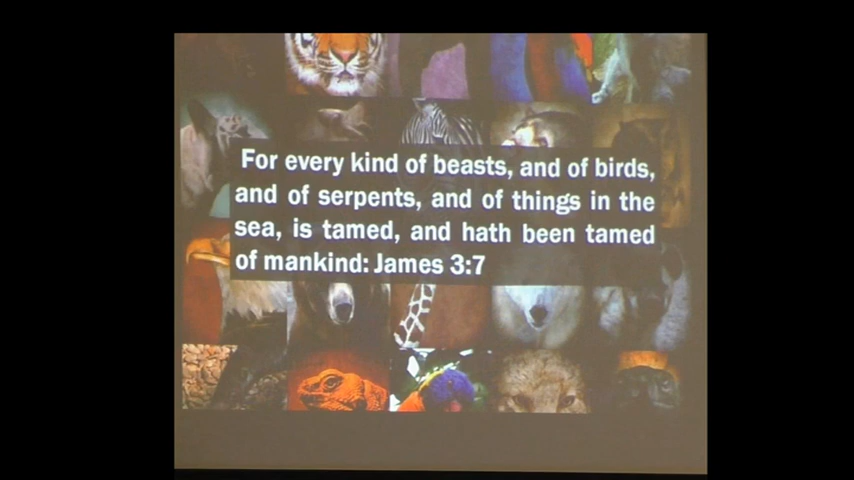 For every kind of beasts, and of birds,
and of serpents, and of things in the
sea, is tamed, and hath been tamed
of mankind: James 3:7